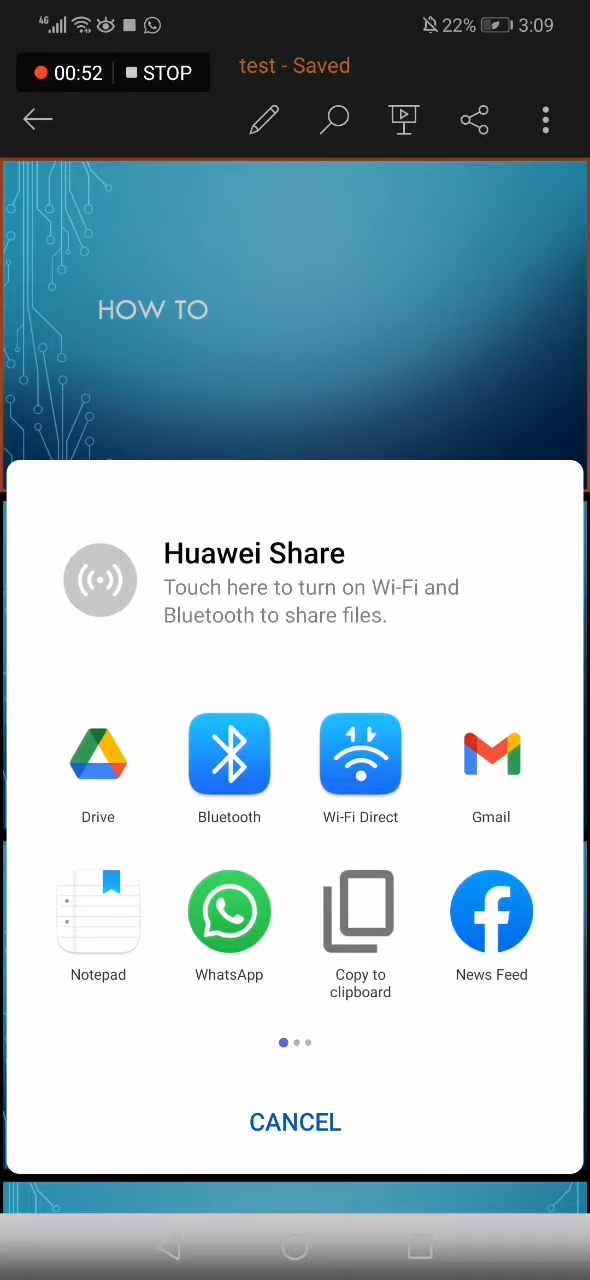 4G
22%
3:09
00:52
STOP
test - Saved
HOW TO
Huawei Share
Touch here to turn on Wi-Fi and
Bluetooth to share files.
Drive
Bluetooth
Wi-Fi Direct
Gmail
Notepad
WhatsApp
Copy to
clipboard
News Feed
CANCEL